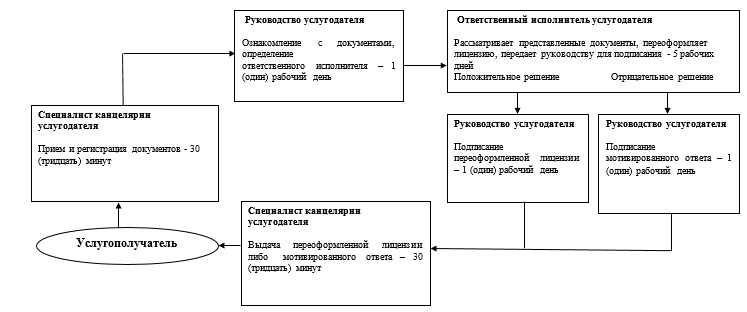 Руководство услугодателя
Ознакомление с документами,
определение
ответственного исполнителя – 1
(один) рабочий день
Ответственный исполнитель услугодателя
Рассматривает представленные документы, переоформляет
лицензию, передает руководству для подписания - 5 рабочих
дней
Положительное решение Отрицательное решение
Специалист канцелярии
услугодателя
Прием и регистрация документов - 30
(тридцать) минут
Руководство услугодателя
Подписание
переоформленной лицензии
– 1 (один) рабочий день
Руководство услугодателя
Подписание
мотивированного ответа – 1
(один) рабочий день
Специалист канцелярии
услугодателя
Выдача переоформленной лицензии
либо мотивированного ответа – 30
(тридцать) минут
Услугополучатель